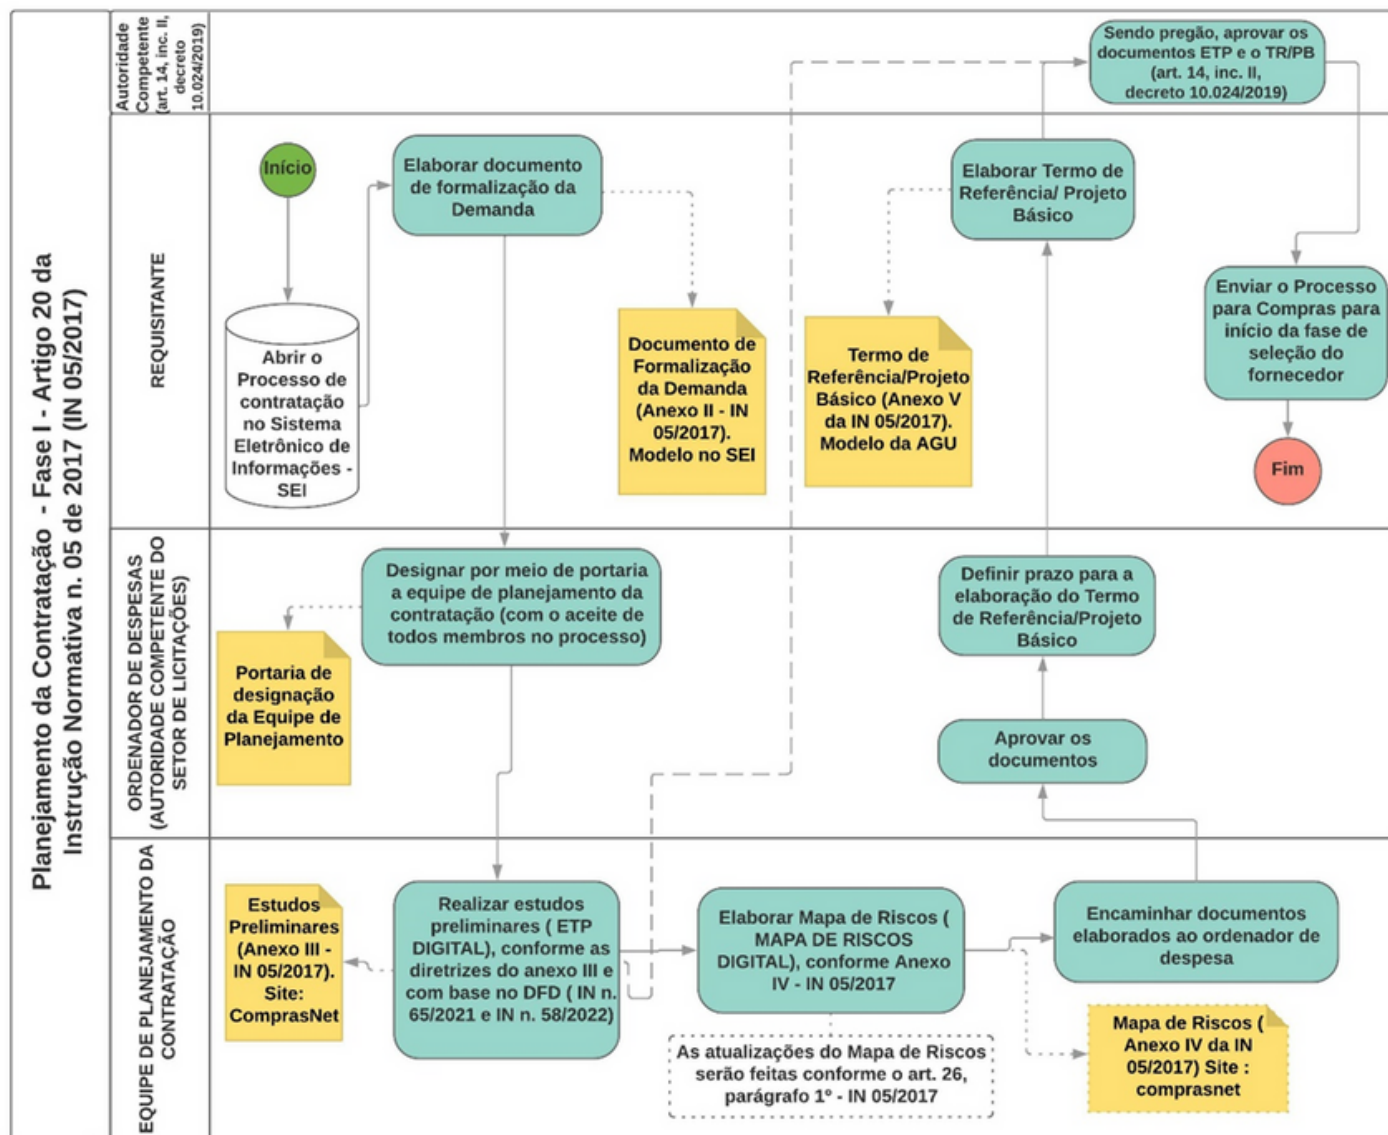 Planejamento da Contratação - Fase I - Artigo 20 da
Instrução Normativa n. 05 de 2017 (IN 05/2017)
Autoridade
Competente
(art. 14, inc. II,
decreto
10.024/2019)
Sendo pregão, aprovar os
documentos ETP e o TR/PB
(art. 14, inc. II,
decreto 10.024/2019)
REQUISITANTE
Início
Abrir o
Processo de
contratação
no Sistema
Eletrônico de
Informações -
SEI
Elaborar documento
de formalização da
Demanda
Documento de
Formalização
da Demanda
(Anexo II - IN
05/2017).
Modelo no SEI
Elaborar Termo de
Referência/ Projeto
Básico
Termo de
Referência/Projeto
Básico (Anexo V
da IN 05/2017).
Modelo da AGU
Enviar o Processo
para Compras para
início da fase de
seleção do
fornecedor
Fim
ORDENADOR DE DESPESAS
(AUTORIDADE COMPETENTE DO
SETOR DE LICITAÇÕES)
Designar por meio de portaria
a equipe de planejamento da
contratação (com o aceite de
todos membros no processo)
Portaria de
designação
da Equipe de
Planejamento
Definir prazo para a
elaboração do Termo
de Referência/Projeto
Básico
Aprovar os
documentos
EQUIPE DE PLANEJAMENTO DA
CONTRATAÇÃO
Estudos
Preliminares
(Anexo III -
IN 05/2017).
Site:
ComprasNet
Realizar estudos
preliminares ( ETP
DIGITAL), conforme as
diretrizes do anexo III e
com base no DFD ( IN n.
65/2021 e IN n. 58/2022)
Elaborar Mapa de Riscos (
MAPA DE RISCOS
DIGITAL), conforme Anexo
IV - IN 05/2017
As atualizações do Mapa de Riscos
serão feitas conforme o art. 26,
parágrafo 1º - IN 05/2017
Encaminhar documentos
elaborados ao ordenador de
despesa
Mapa de Riscos (
Anexo IV da IN
05/2017) Site :
comprasnet